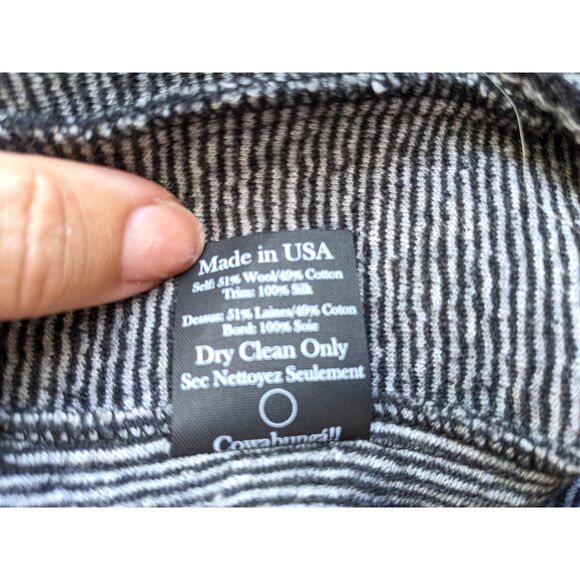 Made in USA
Self: 51% Wool/49% Cotton
Trim: 100% Silk
Dessus: 51% Laines/49% Coton
Bord: 100% Soie
Dry Clean Only
Sec Nettoyez Seulement
Cowabunga!!